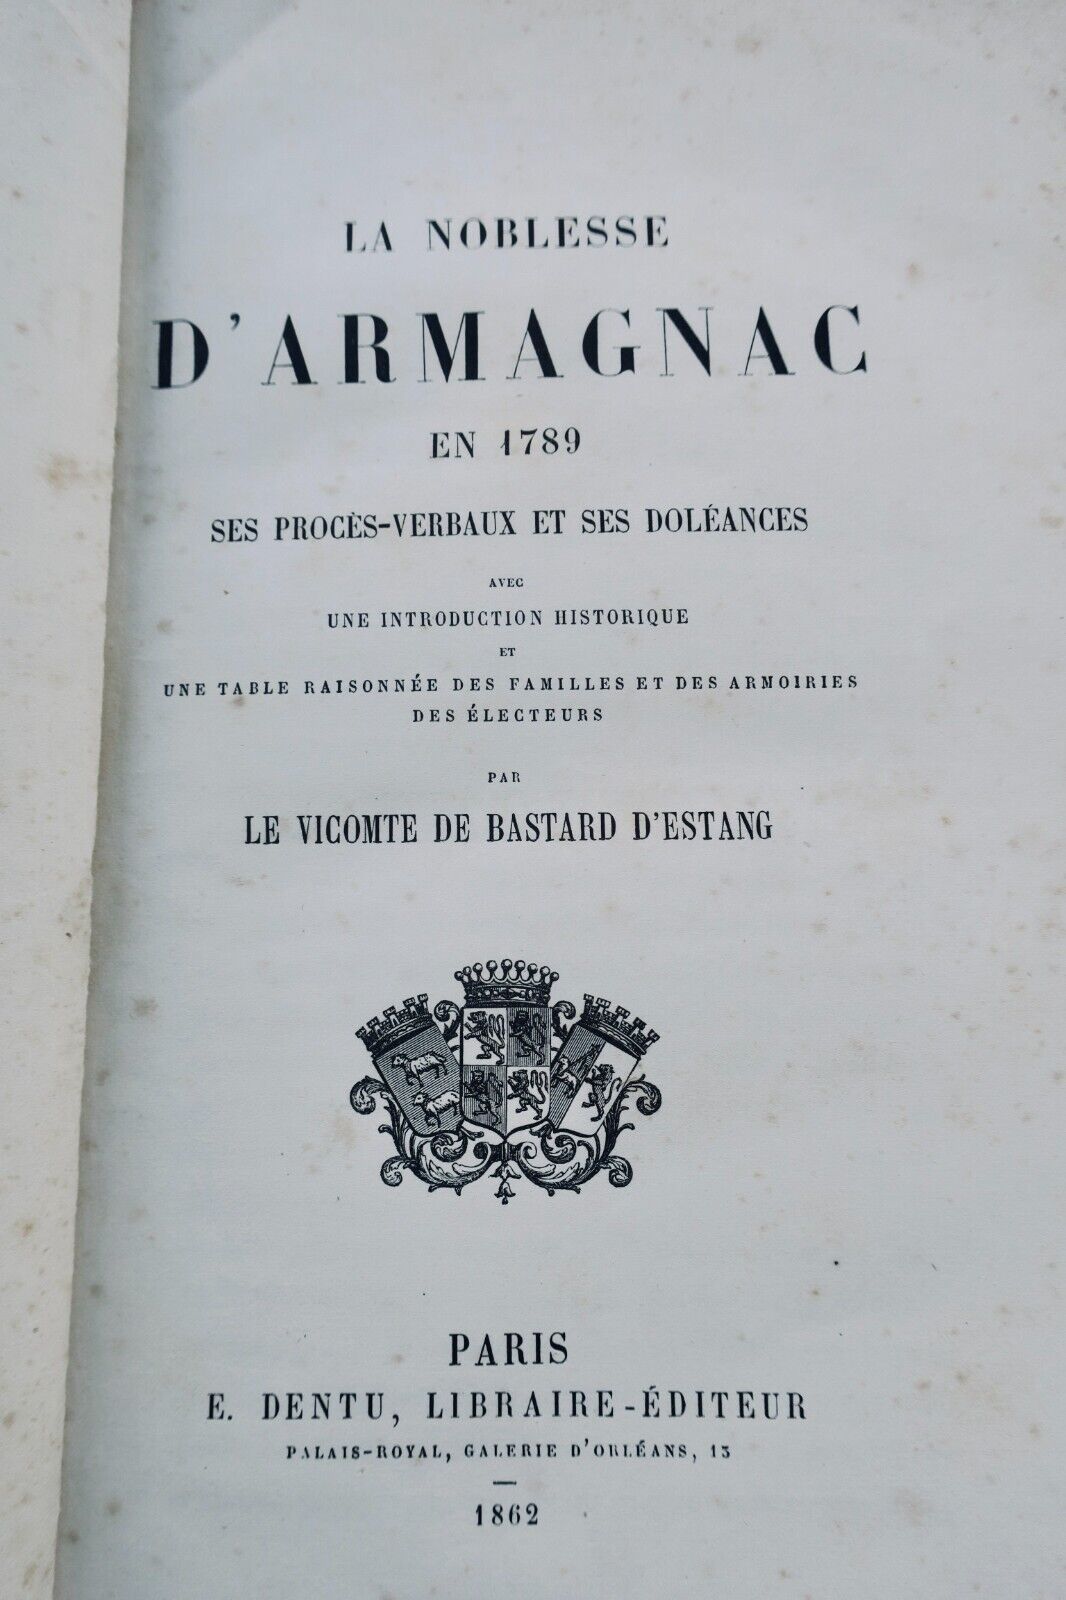 LA NOBLESSE
D'ARMAGNAC
EN 1789
SES PROCÈS-VERBAUX ET SES DOLÉANCES
AVEC
UNE INTRODUCTION HISTORIQUE
ET
UNE TABLE RAISONNÉE DES FAMILLES ET DES ARMOIRIES
DES ÉLECTEURS
PAR
LE VICOMTE DE BASTARD D'ESTANG
PARIS
E. DENTU, LIBRAIRE-ÉDITEUR
PALAIS-ROYAL, GALERIE D'ORLÉANS, 13
1862